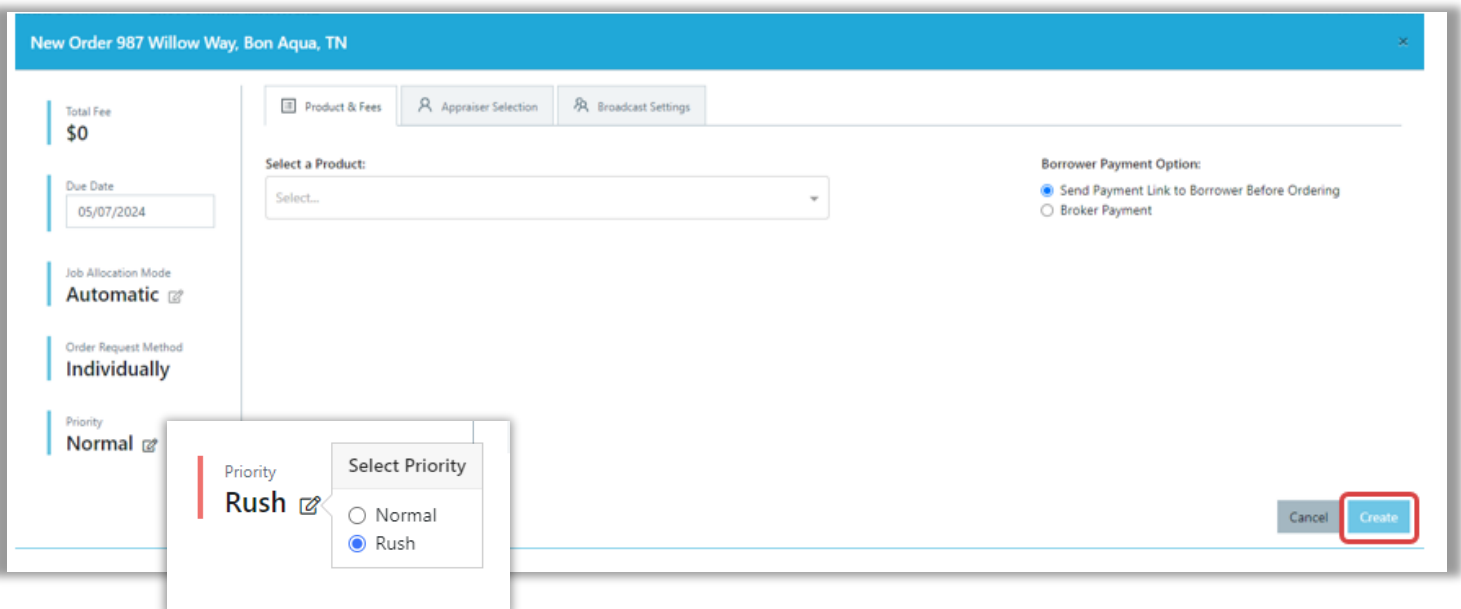 New Order 987 Willow Way, Bon Aqua, TN
×
Total Fee
$0
Due Date
05/07/2024
Job Allocation Mode
Automatic
Order Request Method
Individually
Priority
Normal
Product & Fees
Appraiser Selection
Broadcast Settings
Select a Product:
Select...
Borrower Payment Option:
Send Payment Link to Borrower Before Ordering
Broker Payment
Priority
Rush
Select Priority
Normal
Rush
Cancel
Create